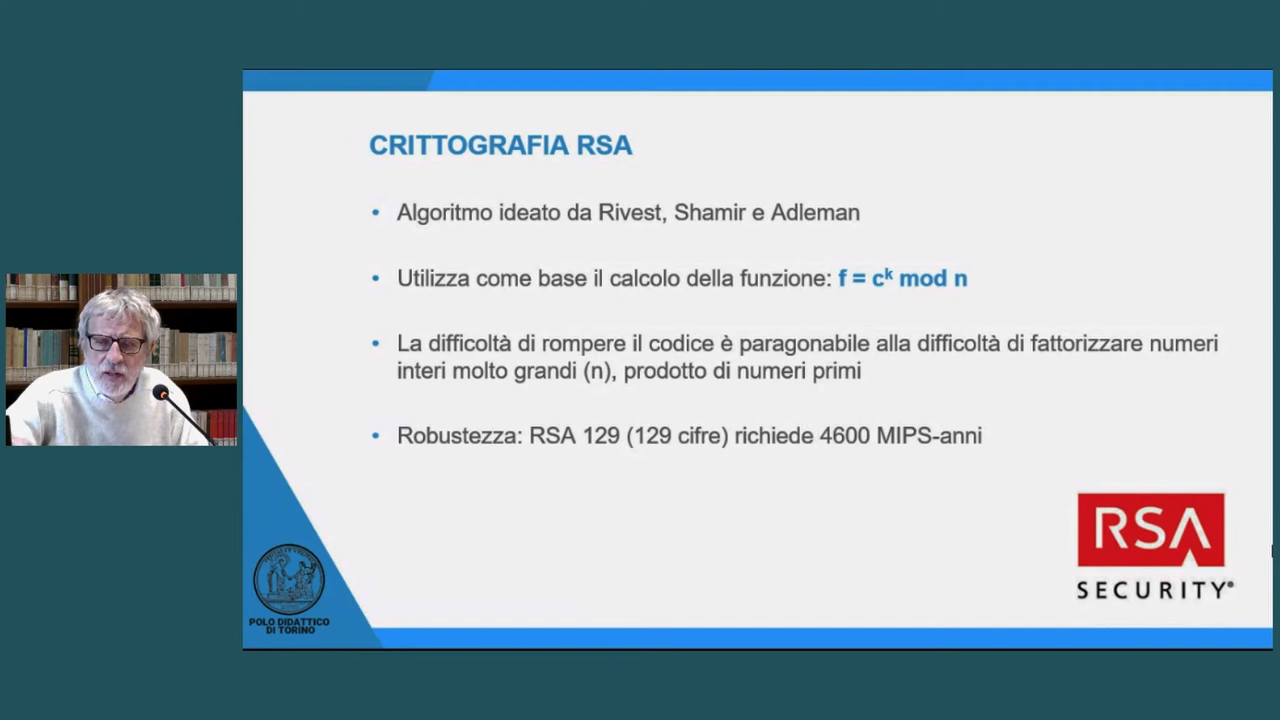 CRITTOGRAFIA RSA
• Algoritmo ideato da Rivest, Shamir e Adleman
• Utilizza come base il calcolo della funzione: f = cᵏ mod n
• La difficoltà di rompere il codice è paragonabile alla difficoltà di fattorizzare numeri
interi molto grandi (n), prodotto di numeri primi
• Robustezza: RSA 129 (129 cifre) richiede 4600 MIPS-anni
RSA
SECURITY®
POLO DIDATTICO
DI TORINO